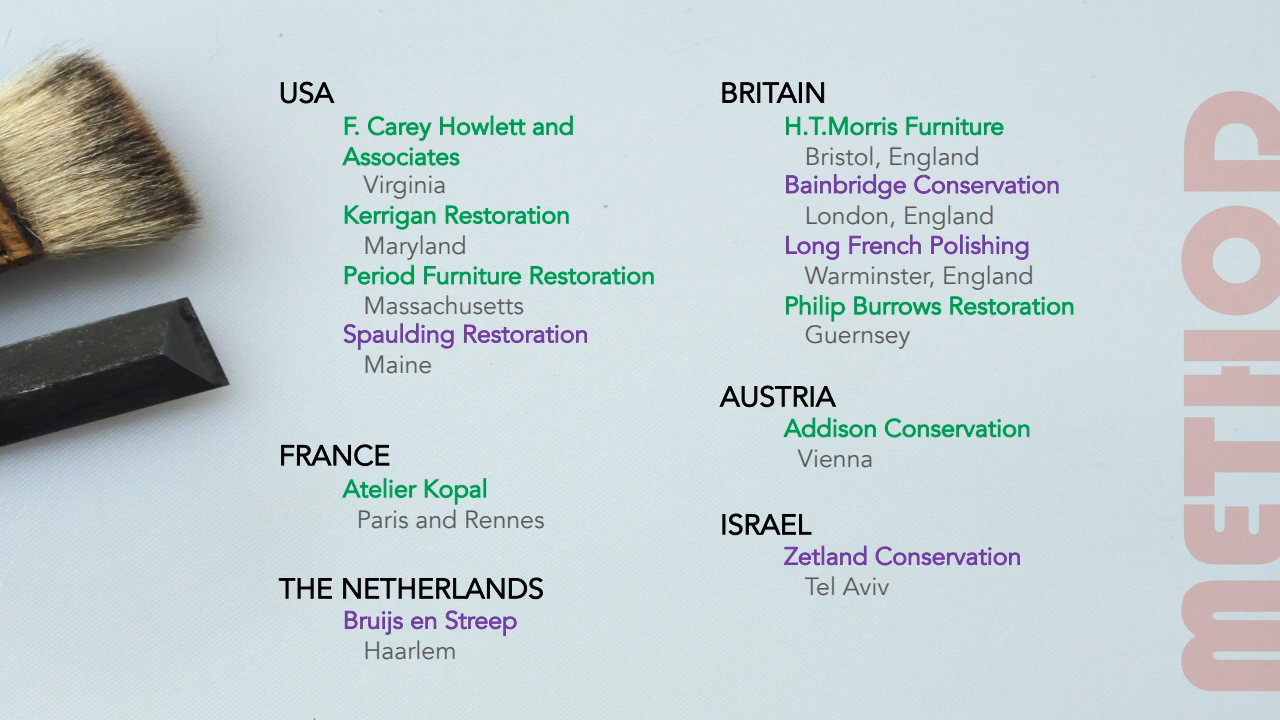 USA
F. Carey Howlett and
Associates
Virginia
Kerrigan Restoration
Maryland
Period Furniture Restoration
Massachusetts
Spaulding Restoration
Maine
FRANCE
Atelier Kopal
Paris and Rennes
THE NETHERLANDS
Bruijs en Streep
Haarlem
BRITAIN
H.T.Morris Furniture
Bristol, England
Bainbridge Conservation
London, England
Long French Polishing
Warminster, England
Philip Burrows Restoration
Guernsey
AUSTRIA
Addison Conservation
Vienna
ISRAEL
Zetland Conservation
Tel Aviv
METHOD